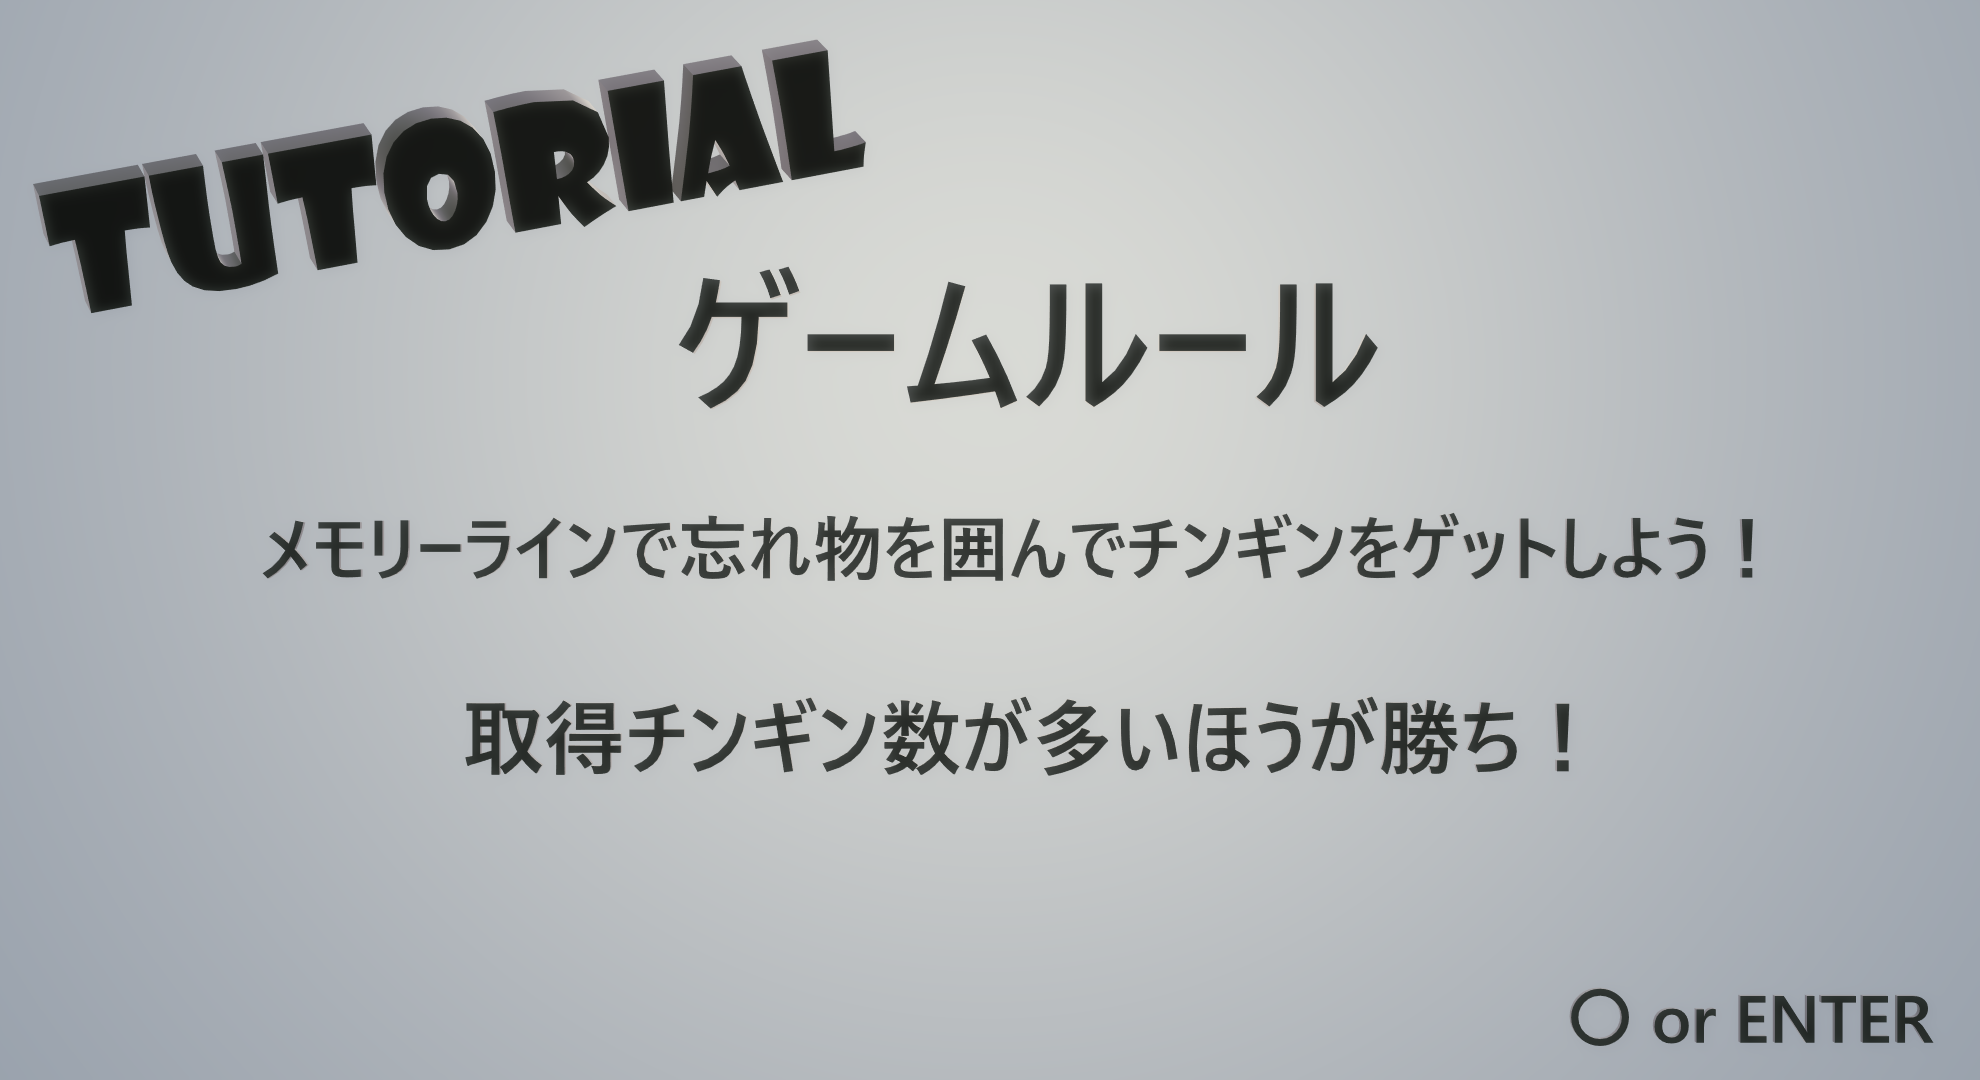 TUTORIAL
ゲームルール
メモリーラインで忘れ物を囲んでチンギンをゲットしよう！
取得チンギン数が多いほうが勝ち！
〇 or ENTER